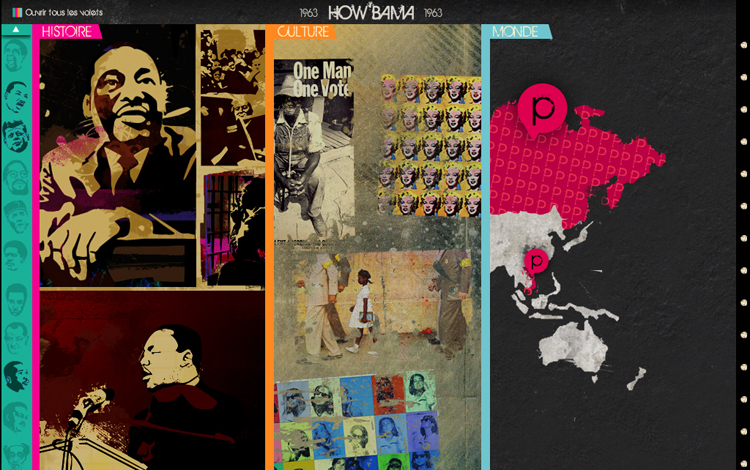 Ouvrir tous les volets
1963 HOW'BAMA 1963
HISTOIRE
CULTURE
MONDE
One Man
One Vote
P
P